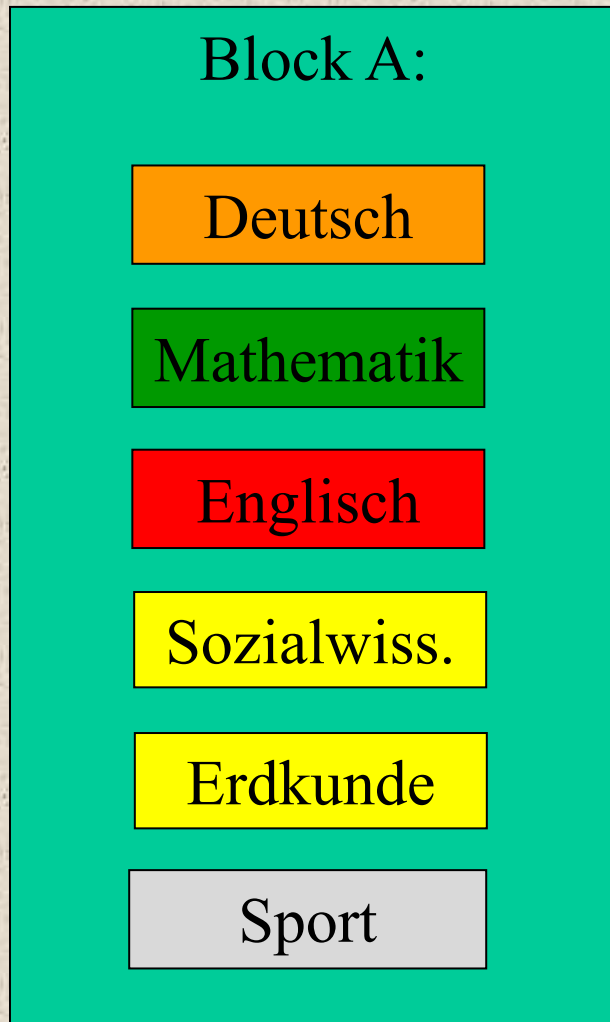 Block A:
Deutsch
Mathematik
Englisch
Sozialwiss.
Erdkunde
Sport